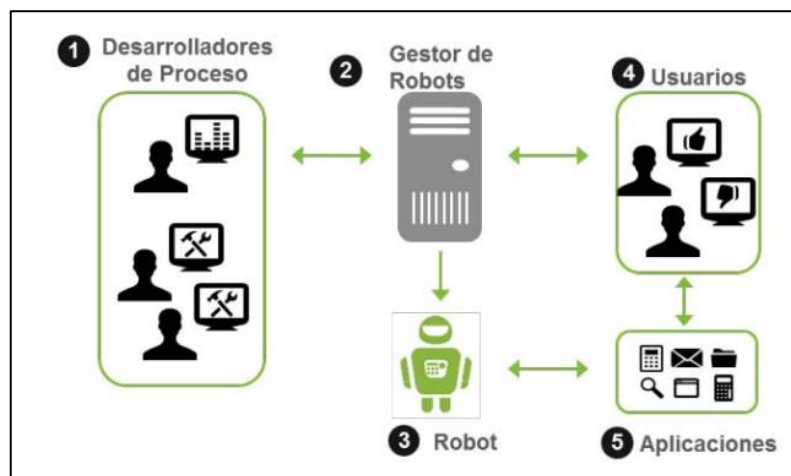 1 Desarrolladores
de Proceso
2 Gestor de
Robots
4 Usuarios
3 Robot
5 Aplicaciones